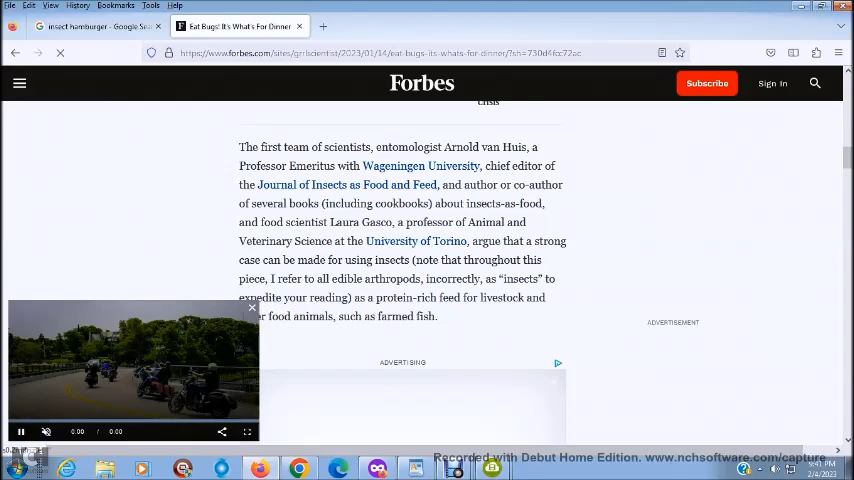 File Edit View History Bookmarks Tools Help
insect hamburger - Google Sea
Eat Bugs! It's What's For Dinner
https://www.forbes.com/sites/grrlscientist/2023/01/14/eat-bugs-its-whats-for-dinner/?sh=730d4fcc72ac
Forbes
Subscribe
Sign In
crisis
The first team of scientists, entomologist Arnold van Huis, a
Professor Emeritus with Wageningen University, chief editor of
the Journal of Insects as Food and Feed, and author or co-author
of several books (including cookbooks) about insects-as-food,
and food scientist Laura Gasco, a professor of Animal and
Veterinary Science at the University of Torino, argue that a strong
case can be made for using insects (note that throughout this
piece, I refer to all edible arthropods, incorrectly, as “insects” to
expedite your reading) as a protein-rich feed for livestock and
food animals, such as farmed fish.
ADVERTISEMENT
ADVERTISING
0:00 / 0:00
Recorded with Debut Home Edition. www.nchsoftware.com/capture
9:41 PM
2/4/2023